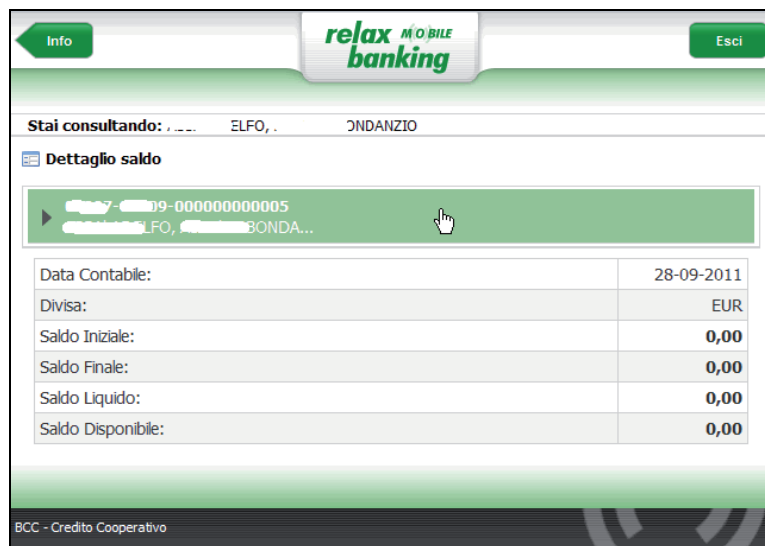 Info
relax MOBILE
banking
Esci
Stai consultando: ELFO, ONDANZIO
Dettaglio saldo
7- 09-000000000005
LFO, BONDA...
Data Contabile: 28-09-2011
Divisa: EUR
Saldo Iniziale: 0,00
Saldo Finale: 0,00
Saldo Liquido: 0,00
Saldo Disponibile: 0,00
BCC - Credito Cooperativo